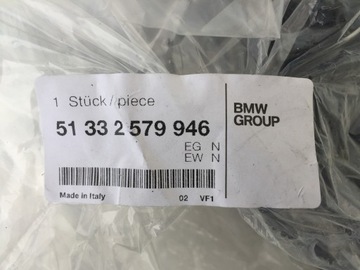 1 Stück/piece
51 33 2 579 946
EG N
EW N
Made in Italy 02 VF1
BMW
GROUP